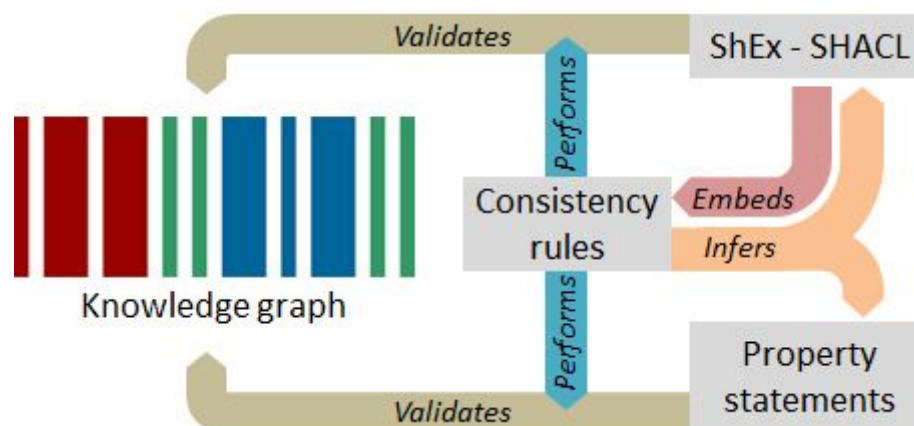 Validates
ShEx - SHACL
Performs
Consistency
rules
Embeds
Infers
Knowledge graph
Performs
Property
statements
Validates